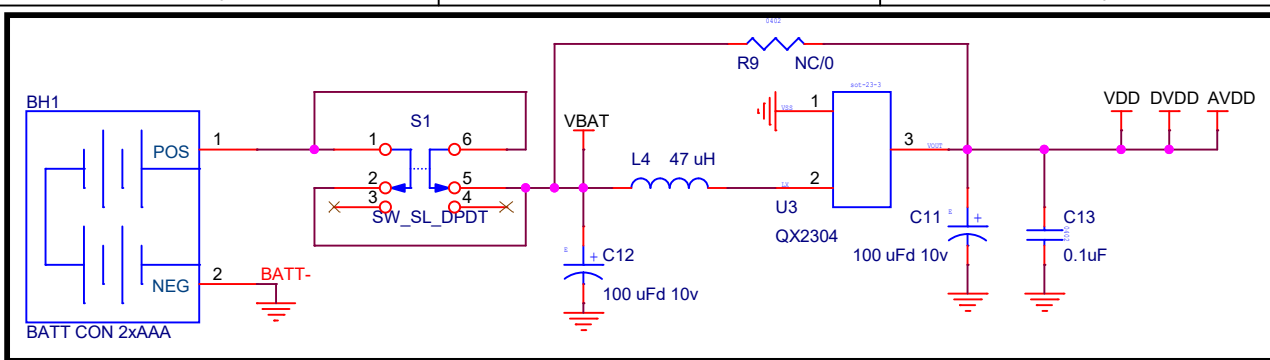 0402
R9 NC/0
BH1
1
POS
2
NEG
BATT-
BATT CON 2xAAA
S1
1 6
2 5
3 4
SW_SL_DPDT
VBAT
L4 47 uH
E
C12
100 uFd 10v
sot-23-3
VSS 1
3 VOUT
LX 2
U3
QX2304
VDD DVDD AVDD
E
C11
100 uFd 10v
C13
0402
0.1uF
+
+